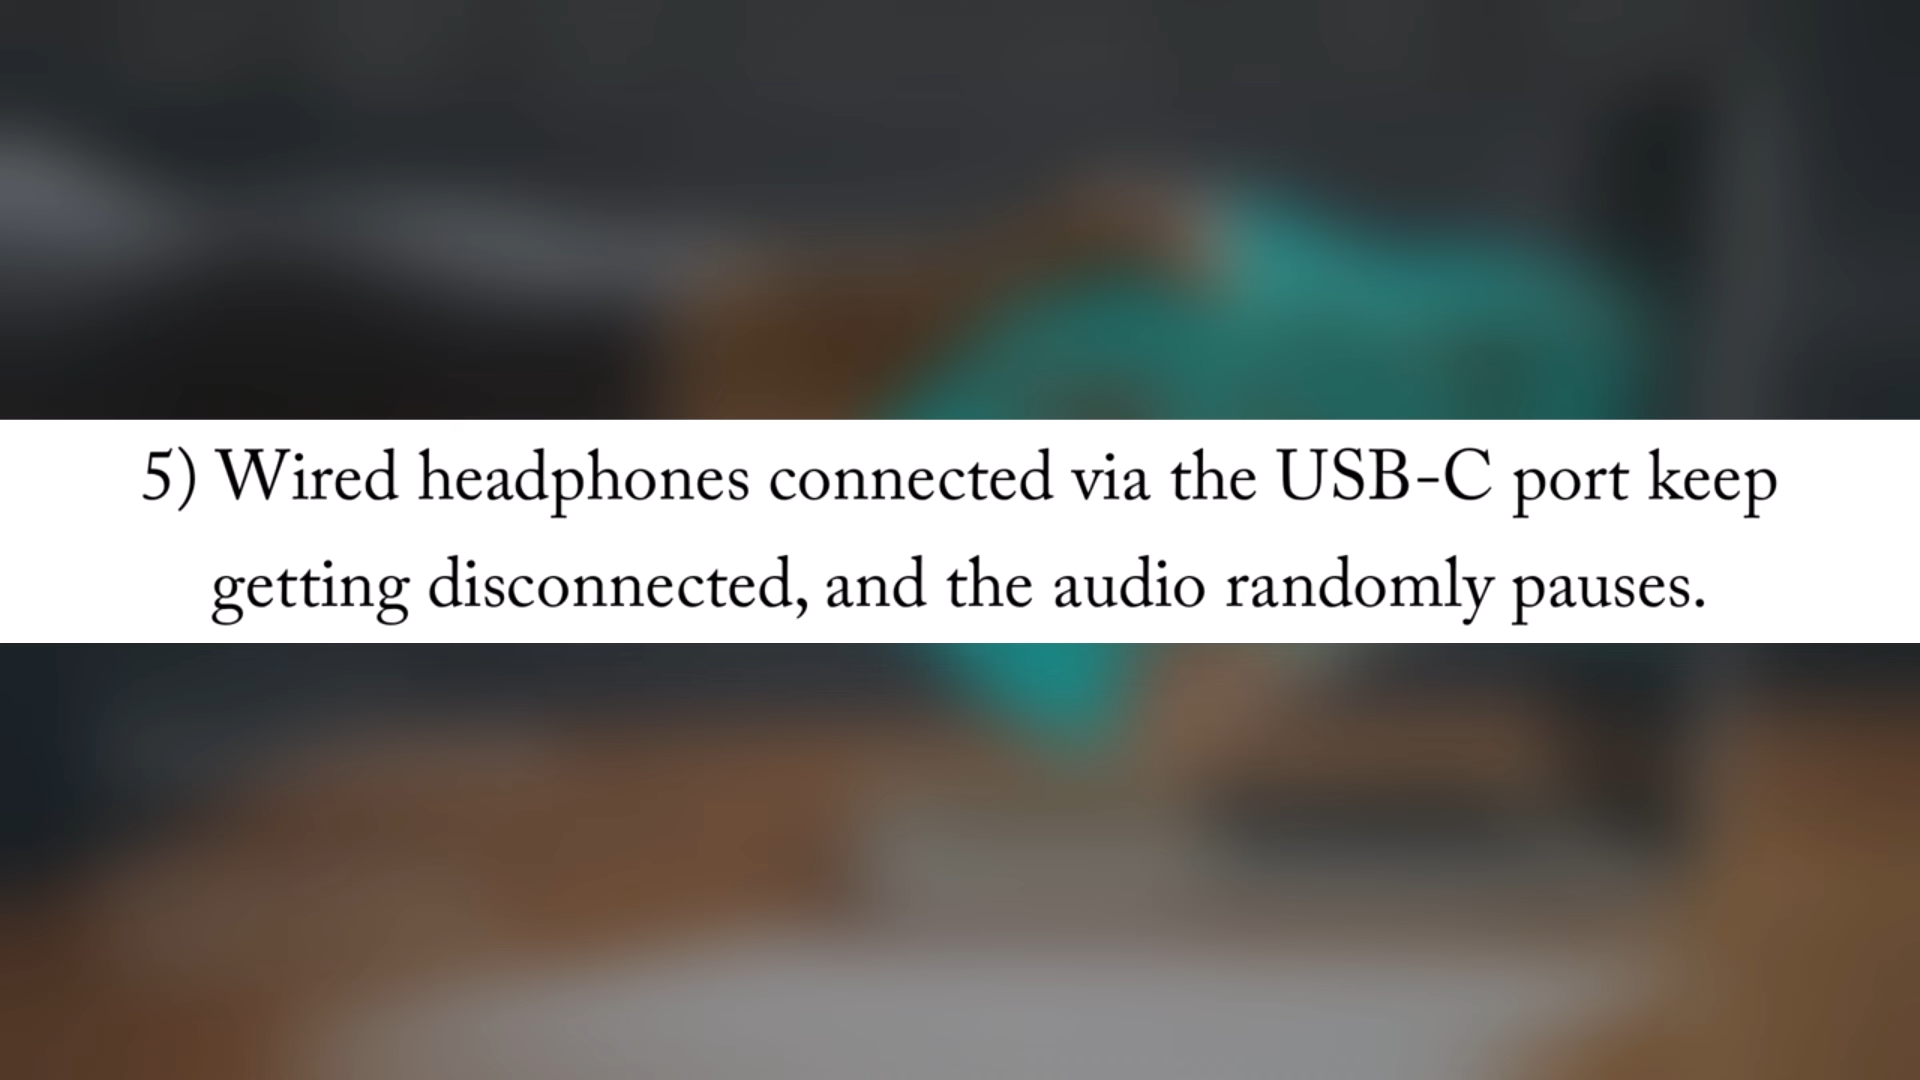 5) Wired headphones connected via the USB-C port keep
getting disconnected, and the audio randomly pauses.